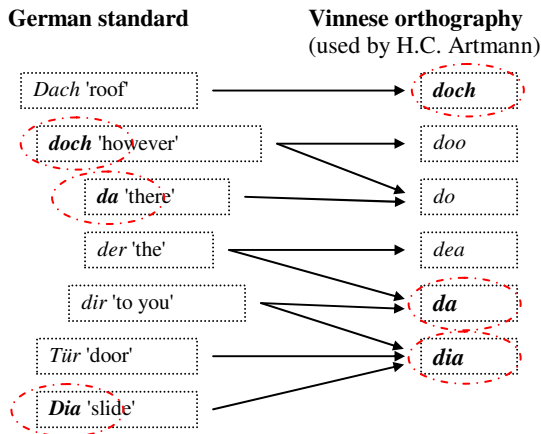 German standard
Vinnese orthography
(used by H.C. Artmann)
Dach 'roof'
doch
doch 'however'
doo
da 'there'
do
der 'the'
dea
dir 'to you'
da
Tür 'door'
dia
Dia 'slide'